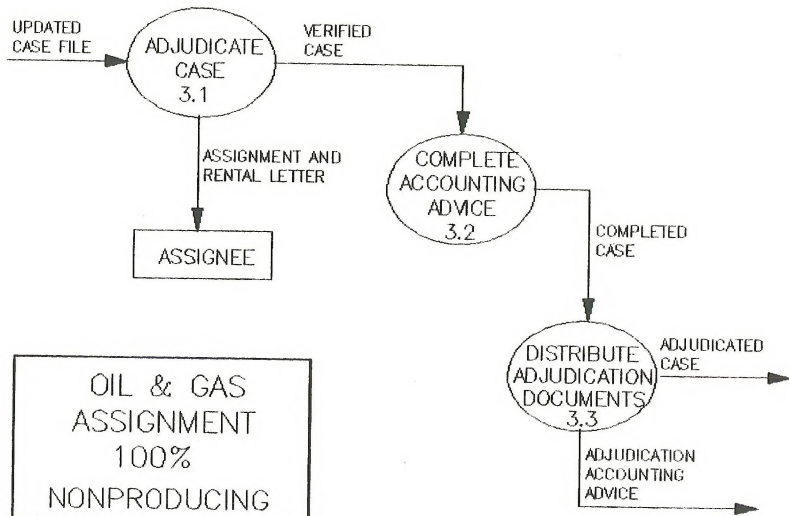 UPDATED
CASE FILE
ADJUDICATE
CASE
3.1
VERIFIED
CASE
ASSIGNMENT AND
RENTAL LETTER
ASSIGNEE
COMPLETE
ACCOUNTING
ADVICE
3.2
COMPLETED
CASE
DISTRIBUTE
ADJUDICATION
DOCUMENTS
3.3
ADJUDICATED
CASE
ADJUDICATION
ACCOUNTING
ADVICE
OIL & GAS
ASSIGNMENT
100%
NONPRODUCING